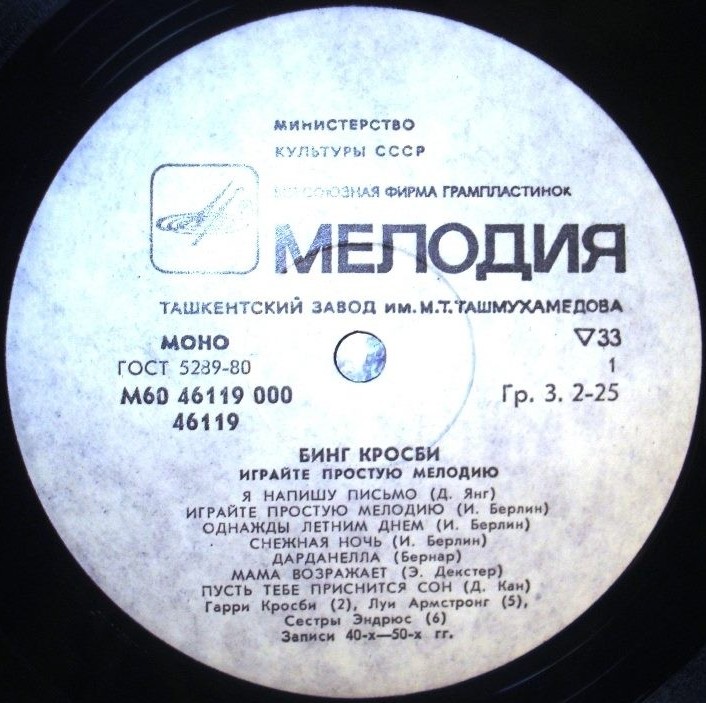 МИНИСТЕРСТВО
КУЛЬТУРЫ СССР
ВСЕСОЮЗНАЯ ФИРМА ГРАМПЛАСТИНОК
МЕЛОДИЯ
ТАШКЕНТСКИЙ ЗАВОД им. М.Т. ТАШМУХАМЕДОВА
МОНО ▽33
ГОСТ 5289-80 1
М60 46119 000 Гр. 3. 2-25
46119
БИНГ КРОСБИ
ИГРАЙТЕ ПРОСТУЮ МЕЛОДИЮ
Я НАПИШУ ПИСЬМО (Д. Янг)
ИГРАЙТЕ ПРОСТУЮ МЕЛОДИЮ (И. Берлин)
ОДНАЖДЫ ЛЕТНИМ ДНЕМ (И. Берлин)
СНЕЖНАЯ НОЧЬ (И. Берлин)
ДАРДАНЕЛЛА (Бернар)
МАМА ВОЗРАЖАЕТ (Э. Декстер)
ПУСТЬ ТЕБЕ ПРИСНИТСЯ СОН (Д. Кан)
Гарри Кросби (2), Луи Армстронг (5),
Сестры Эндрюс (6)
Записи 40-х—50-х гг.